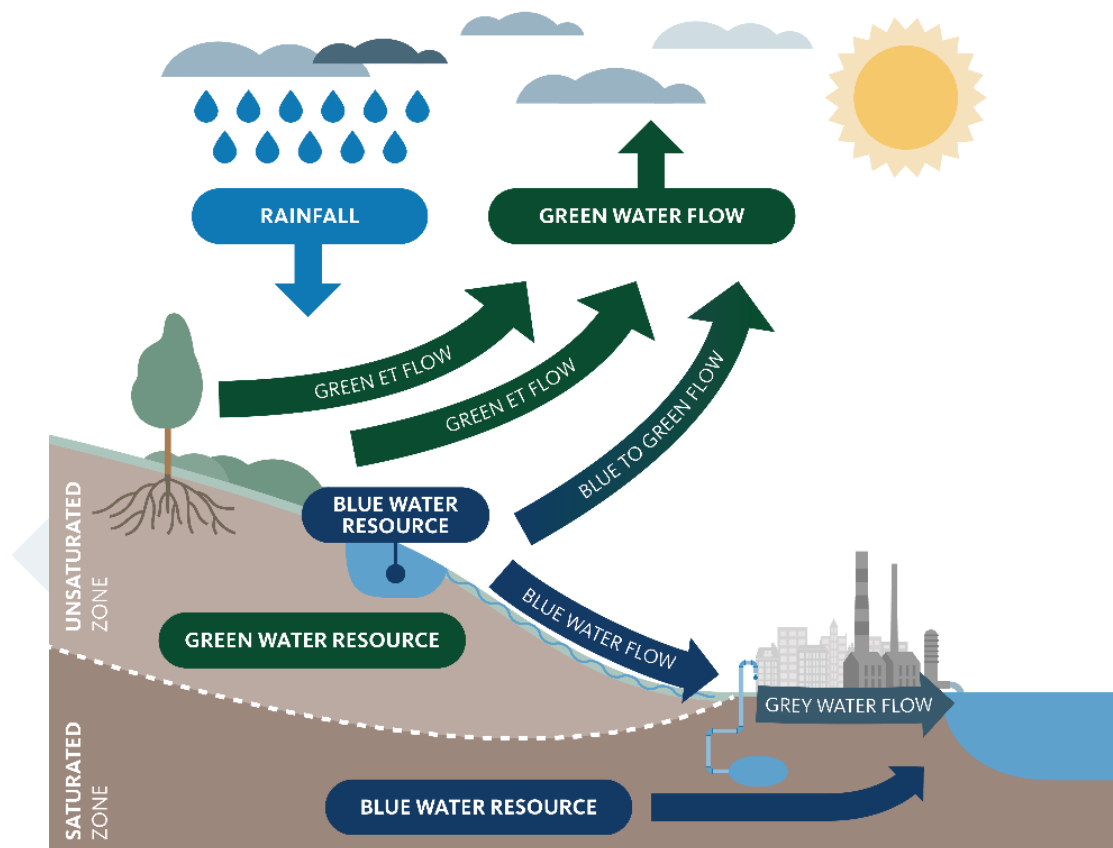 RAINFALL
GREEN WATER FLOW
GREEN ET FLOW
GREEN ET FLOW
BLUE TO GREEN FLOW
BLUE WATER
RESOURCE
UNSATURATED
ZONE
BLUE WATER FLOW
GREEN WATER RESOURCE
GREY WATER FLOW
SATURATED
ZONE
BLUE WATER RESOURCE